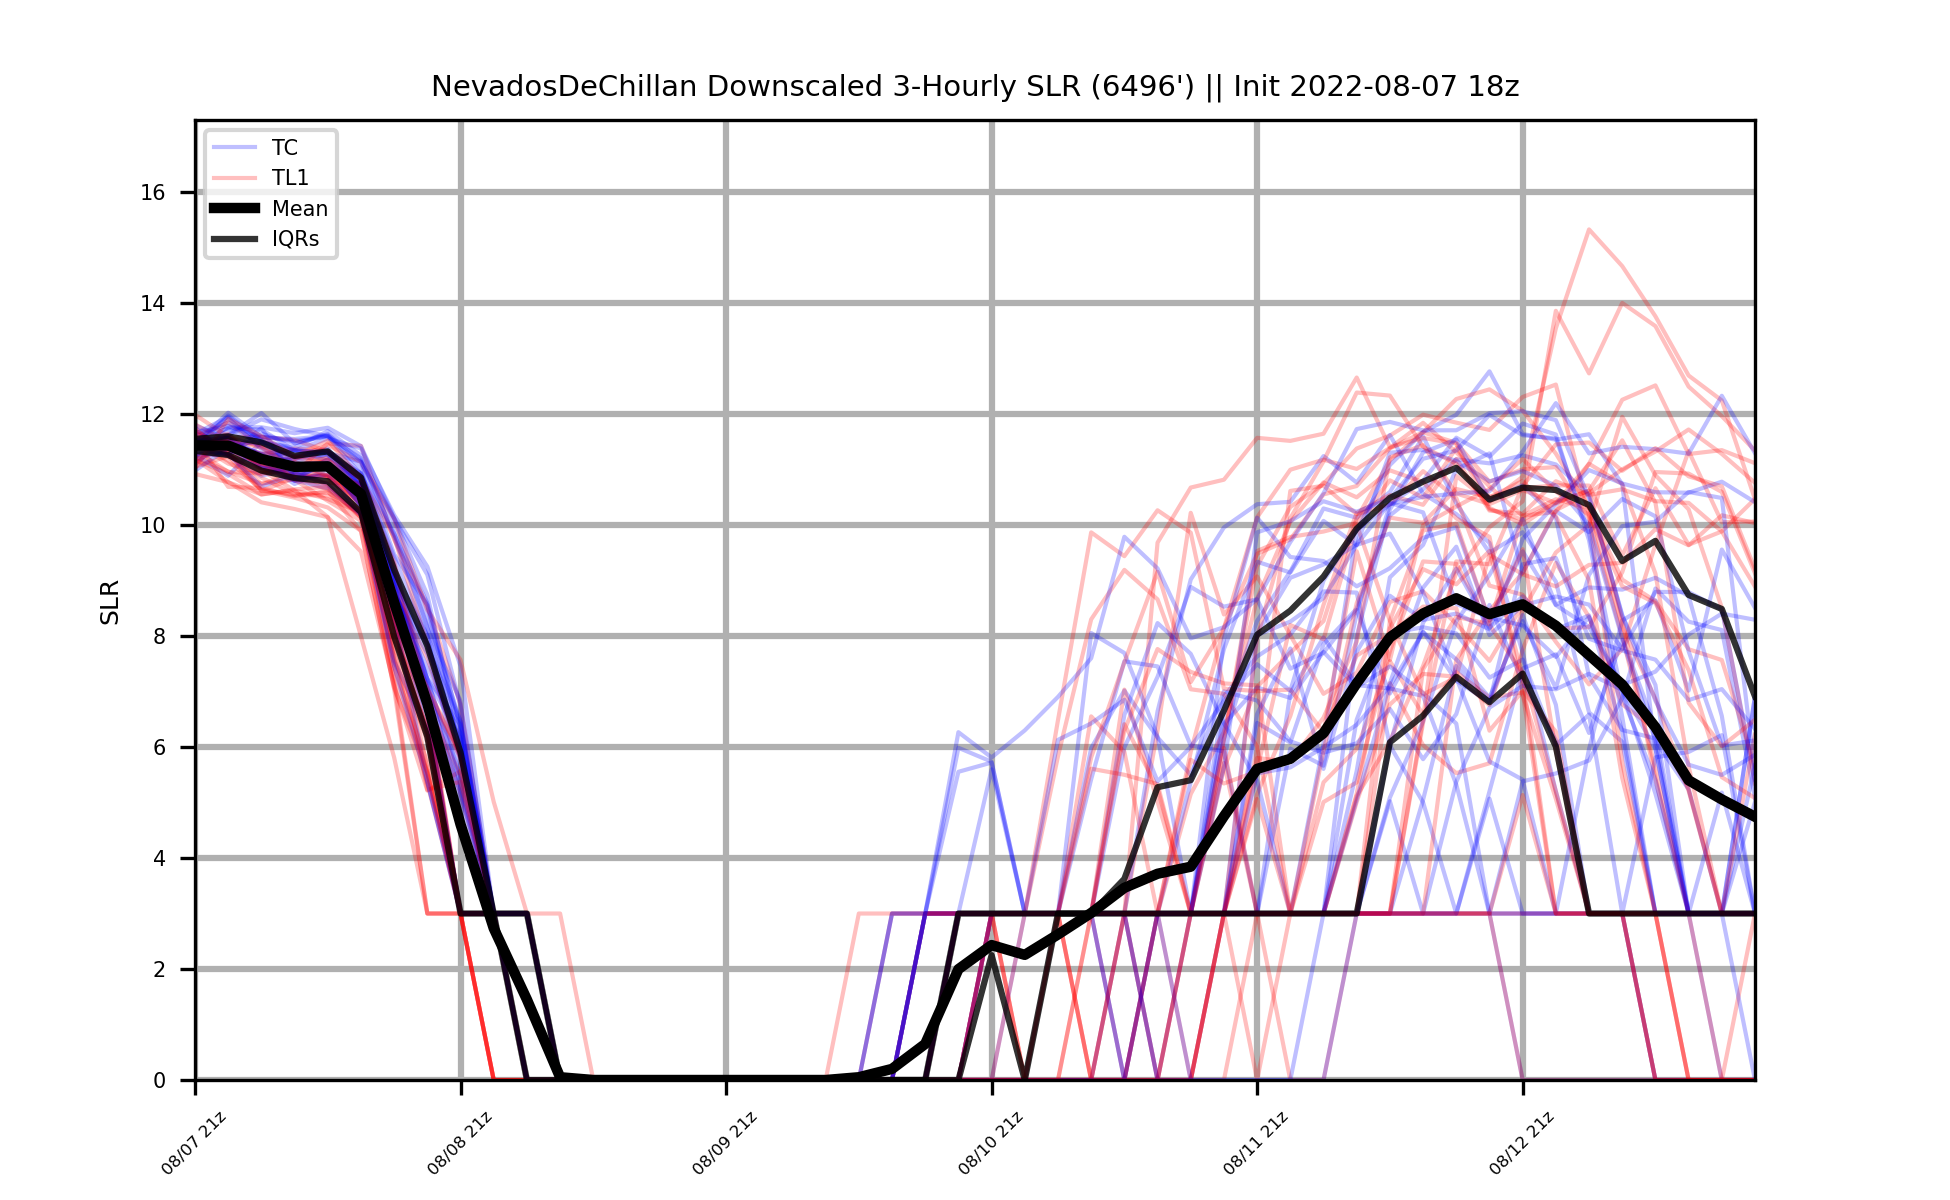 NevadosDeChillan Downscaled 3-Hourly SLR (6496') || Init 2022-08-07 18z
TC
TL1
Mean
IQRs
16
14
12
10
8
6
4
2
0
SLR
08/07 21z
08/08 21z
08/09 21z
08/10 21z
08/11 21z
08/12 21z